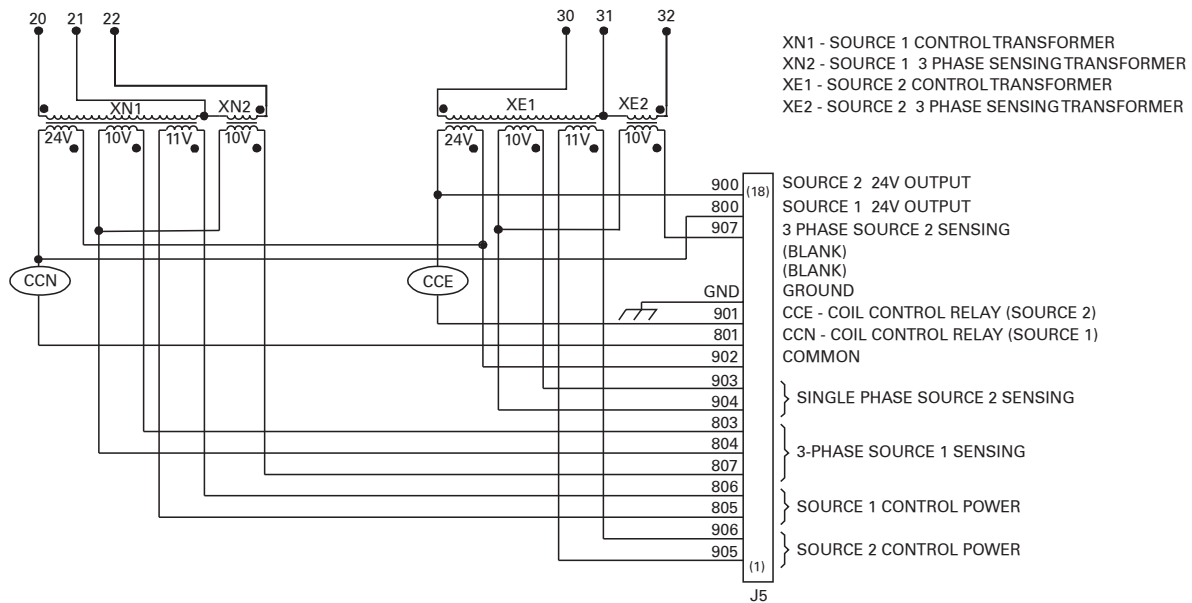 20 21 22 30 31 32
XN1 - SOURCE 1 CONTROL TRANSFORMER
XN2 - SOURCE 1 3 PHASE SENSING TRANSFORMER
XE1 - SOURCE 2 CONTROL TRANSFORMER
XE2 - SOURCE 2 3 PHASE SENSING TRANSFORMER
XN1 XN2 XE1 XE2
24V 10V 11V 10V 24V 10V 11V 10V
900 (18) SOURCE 2 24V OUTPUT
800 SOURCE 1 24V OUTPUT
907 3 PHASE SOURCE 2 SENSING
(BLANK)
(BLANK)
CCN CCE
GND GROUND
901 CCE - COIL CONTROL RELAY (SOURCE 2)
801 CCN - COIL CONTROL RELAY (SOURCE 1)
902 COMMON
903
904
SINGLE PHASE SOURCE 2 SENSING
803
804
807
3-PHASE SOURCE 1 SENSING
806
805
SOURCE 1 CONTROL POWER
906
905
SOURCE 2 CONTROL POWER
(1)
J5